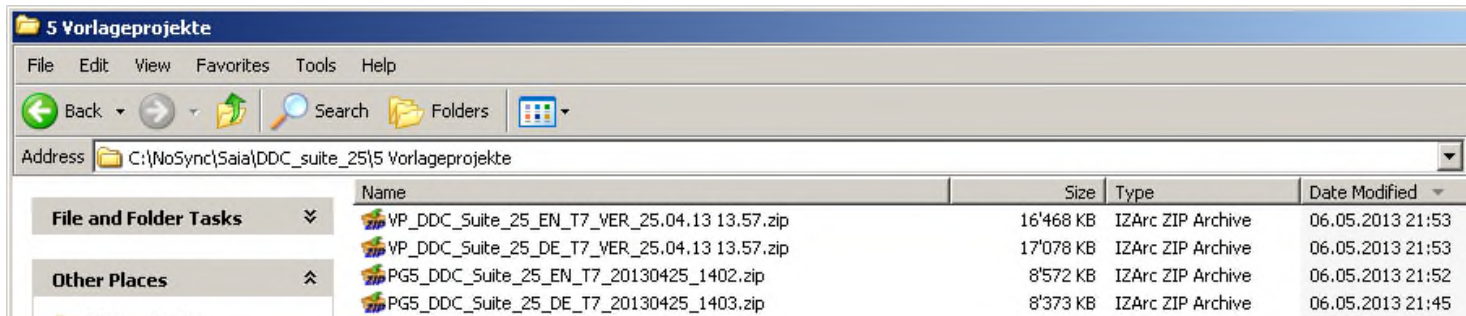 5 Vorlageprojekte
File Edit View Favorites Tools Help
Back Search Folders
Address C:\NoSync\Saia\DDC_suite_25\5 Vorlageprojekte
Name Size Type Date Modified
File and Folder Tasks
VP_DDC_Suite_25_EN_T7_VER_25.04.13 13.57.zip 16'468 KB IZArc ZIP Archive 06.05.2013 21:53
VP_DDC_Suite_25_DE_T7_VER_25.04.13 13.57.zip 17'078 KB IZArc ZIP Archive 06.05.2013 21:53
Other Places
PG5_DDC_Suite_25_EN_T7_20130425_1402.zip 8'572 KB IZArc ZIP Archive 06.05.2013 21:52
PG5_DDC_Suite_25_DE_T7_20130425_1403.zip 8'373 KB IZArc ZIP Archive 06.05.2013 21:45